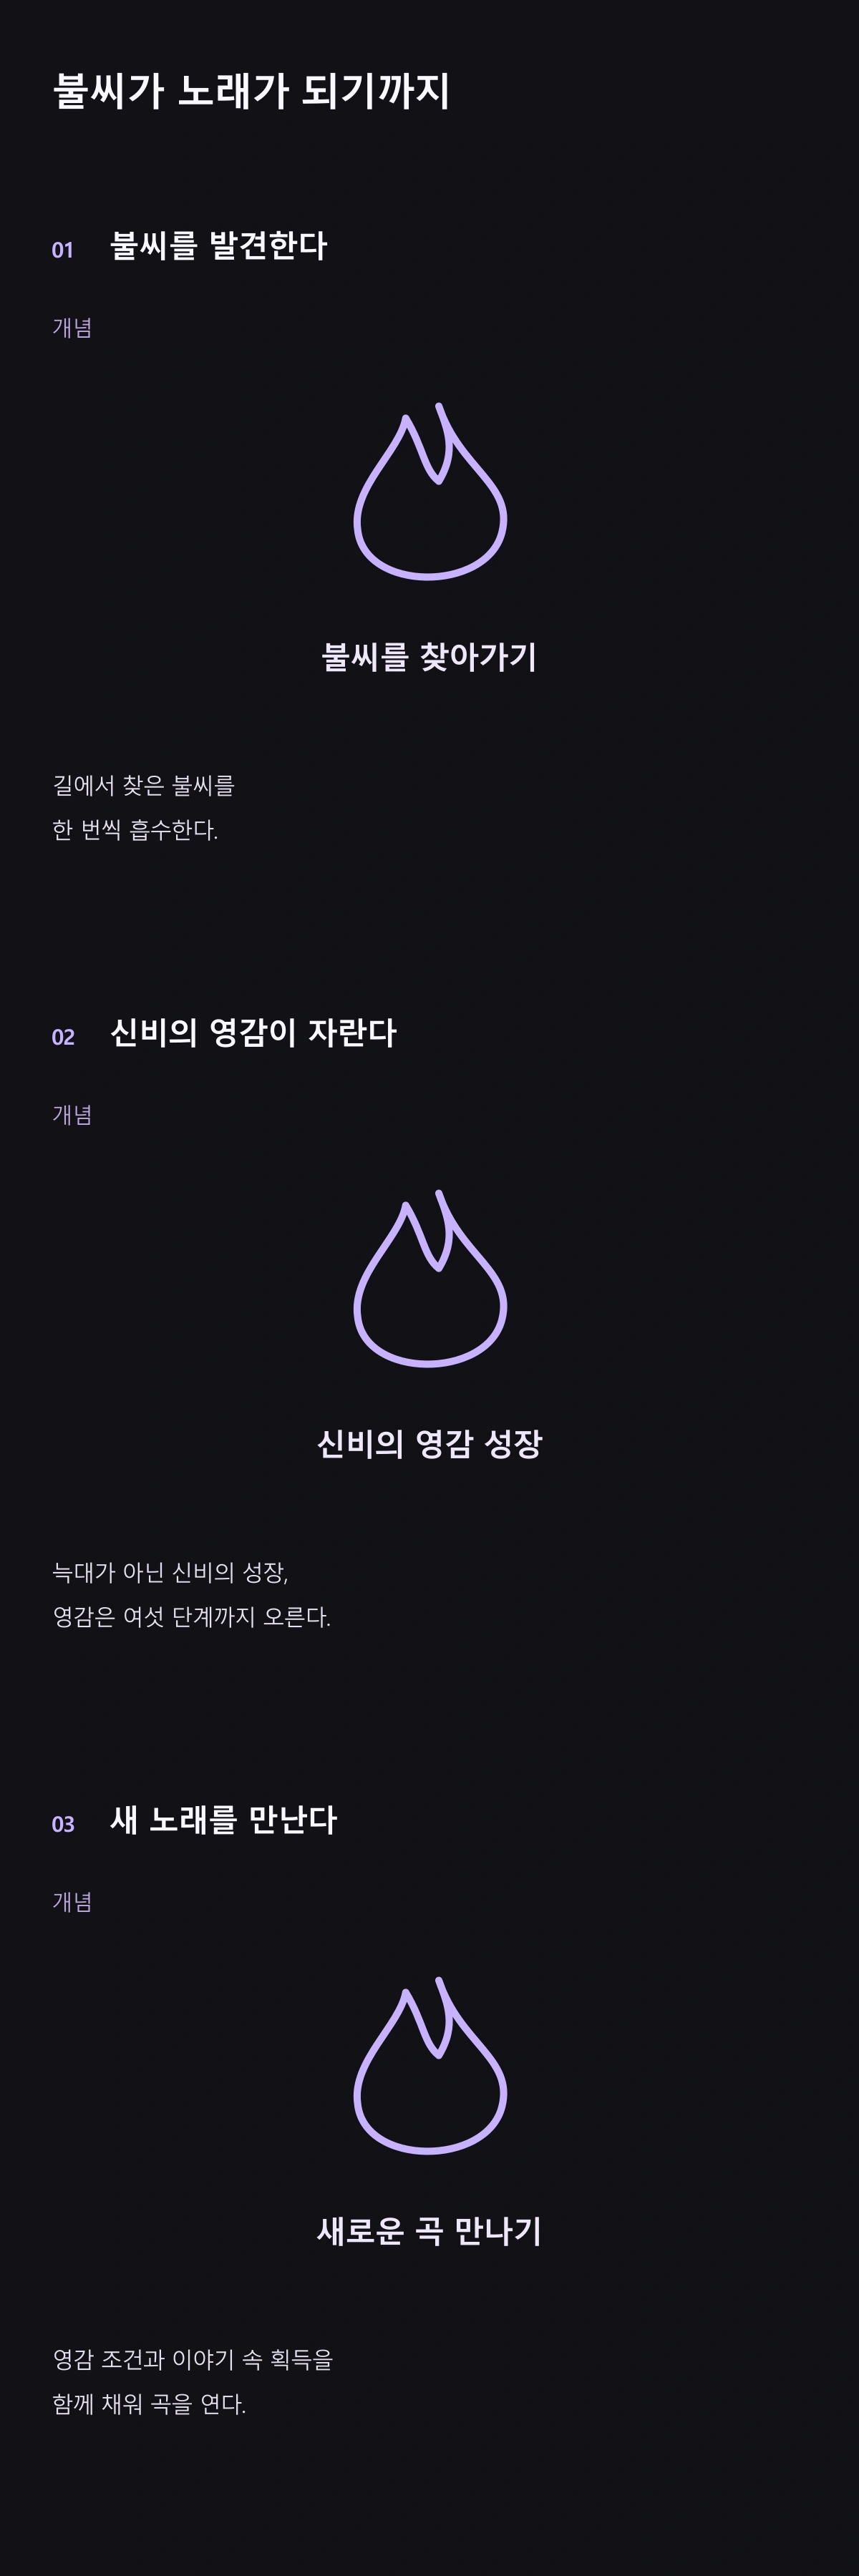 불씨가 노래가 되기까지
01 불씨를 발견한다
개념
불씨를 찾아가기
길에서 찾은 불씨를
한 번씩 흡수한다.
02 신비의 영감이 자란다
개념
신비의 영감 성장
늑대가 아닌 신비의 성장,
영감은 여섯 단계까지 오른다.
03 새 노래를 만난다
개념
새로운 곡 만나기
영감 조건과 이야기 속 획득을
함께 채워 곡을 연다.